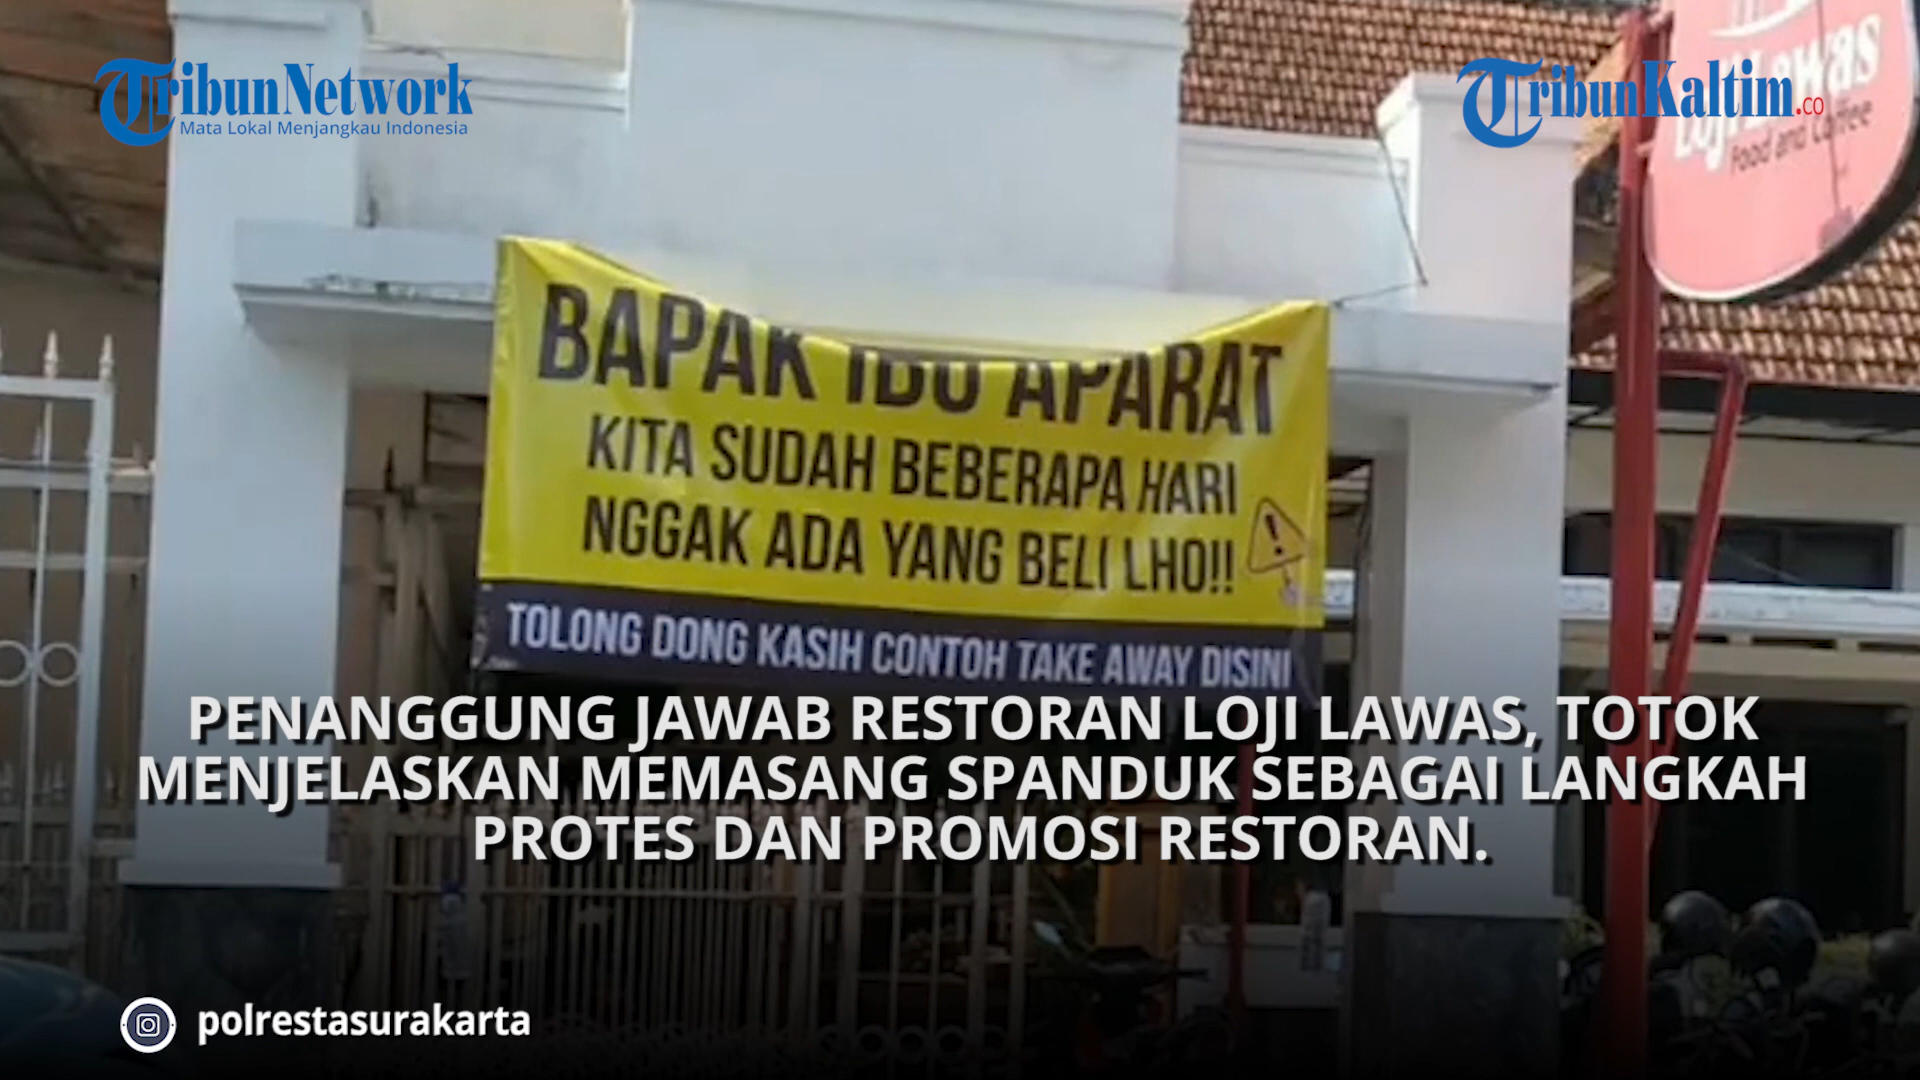 TribunNetwork
Mata Lokal Menjangkau Indonesia
TribunKaltim.co
LojiLawas
Food and Coffee
BAPAK IBU APARAT
KITA SUDAH BEBERAPA HARI
NGGAK ADA YANG BELI LHO!!
TOLONG DONG KASIH CONTOH TAKE AWAY DISINI
PENANGGUNG JAWAB RESTORAN LOJI LAWAS, TOTOK
MENJELASKAN MEMASANG SPANDUK SEBAGAI LANGKAH
PROTES DAN PROMOSI RESTORAN.
polrestasurakarta